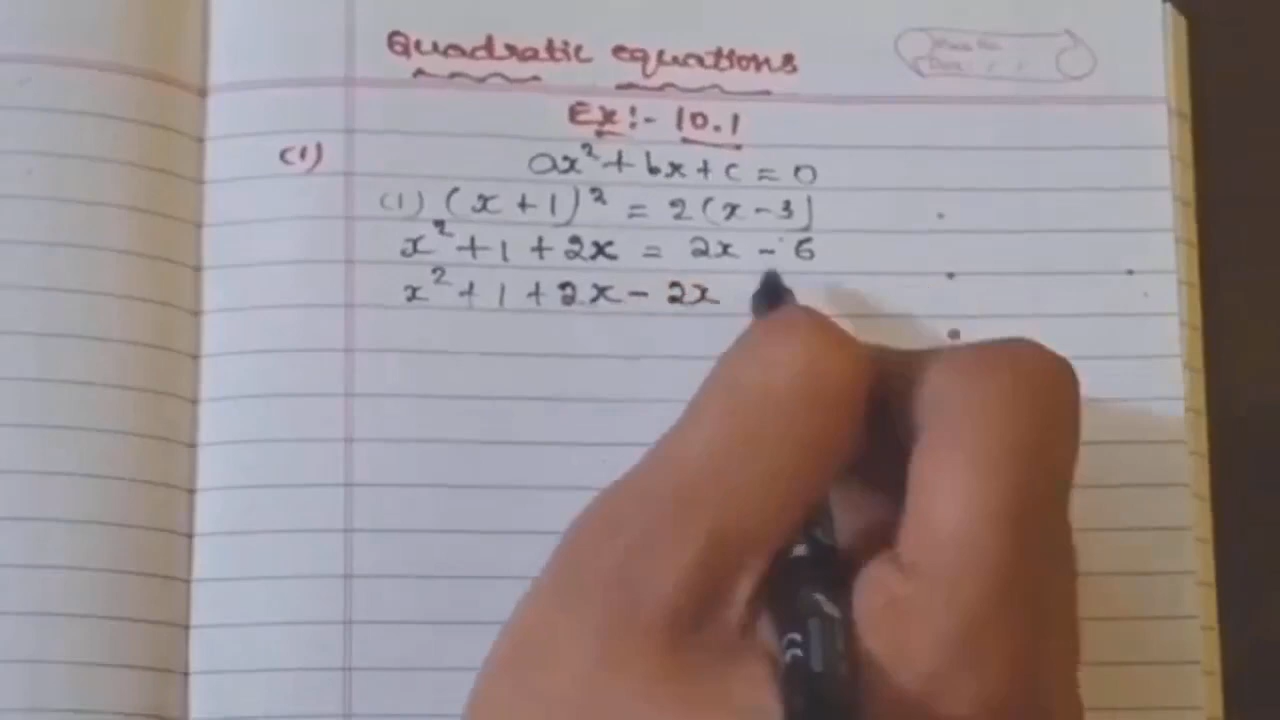 Quadratic equations
Ex:- 10.1
(1) ax² + bx + c = 0
(1) (x + 1)² = 2(x - 3)
x² + 1 + 2x = 2x - 6
x² + 1 + 2x - 2x